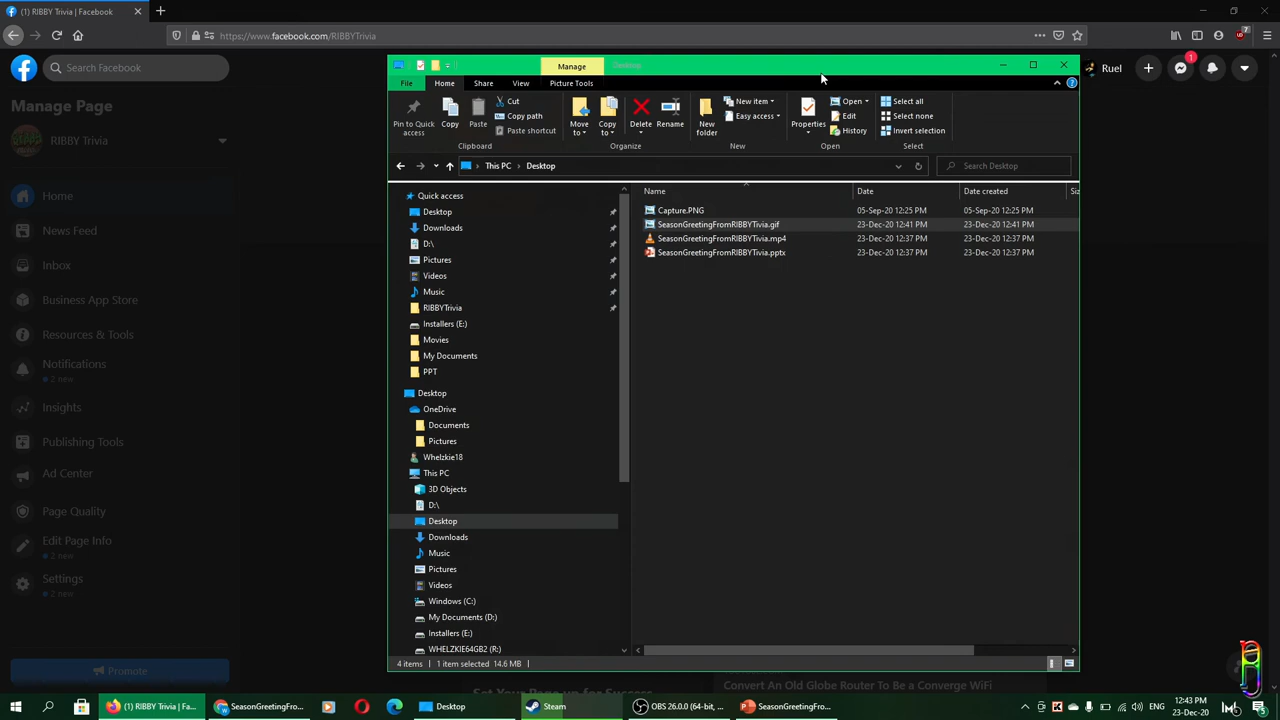 (1) RIBBY Trivia | Facebook
https://www.facebook.com/RIBBYTrivia
Search Facebook
1
Ruel
Manage Page
RIBBY Trivia
Home
News Feed
Inbox
Business App Store
Resources & Tools
Notifications
2 new
Insights
Publishing Tools
Ad Center
Page Quality
Edit Page Info
2 new
Settings
2 new
Promote
Manage
Desktop
File
Home
Share
View
Picture Tools
Pin to Quick access
Copy
Paste
Cut
Copy path
Paste shortcut
Clipboard
Move to
Copy to
Delete
Rename
Organize
New folder
New item
Easy access
New
Properties
Open
Edit
History
Open
Select all
Select none
Invert selection
Select
This PC
Desktop
Search Desktop
Quick access
Desktop
Downloads
D:\
Pictures
Videos
Music
RIBBYTrivia
Installers (E:)
Movies
My Documents
PPT
Desktop
OneDrive
Documents
Pictures
Whelzkie18
This PC
3D Objects
D:\
Desktop
Downloads
Music
Pictures
Videos
Windows (C:)
My Documents (D:)
Installers (E:)
WHELZKIE64GB2 (R:)
Name Date Date created
Capture.PNG 05-Sep-20 12:25 PM 05-Sep-20 12:25 PM
SeasonGreetingFromRIBBYTivia.gif 23-Dec-20 12:41 PM 23-Dec-20 12:41 PM
SeasonGreetingFromRIBBYTivia.mp4 23-Dec-20 12:37 PM 23-Dec-20 12:37 PM
SeasonGreetingFromRIBBYTivia.pptx 23-Dec-20 12:37 PM 23-Dec-20 12:37 PM
4 items 1 item selected 14.6 MB
Convert An Old Globe Router To Be a Converge WiFi
(1) RIBBY Trivia | Fa...
SeasonGreetingFro...
Desktop
Steam
OBS 26.0.0 (64-bit, ...
SeasonGreetingFro...
12:43 PM
23-Dec-20